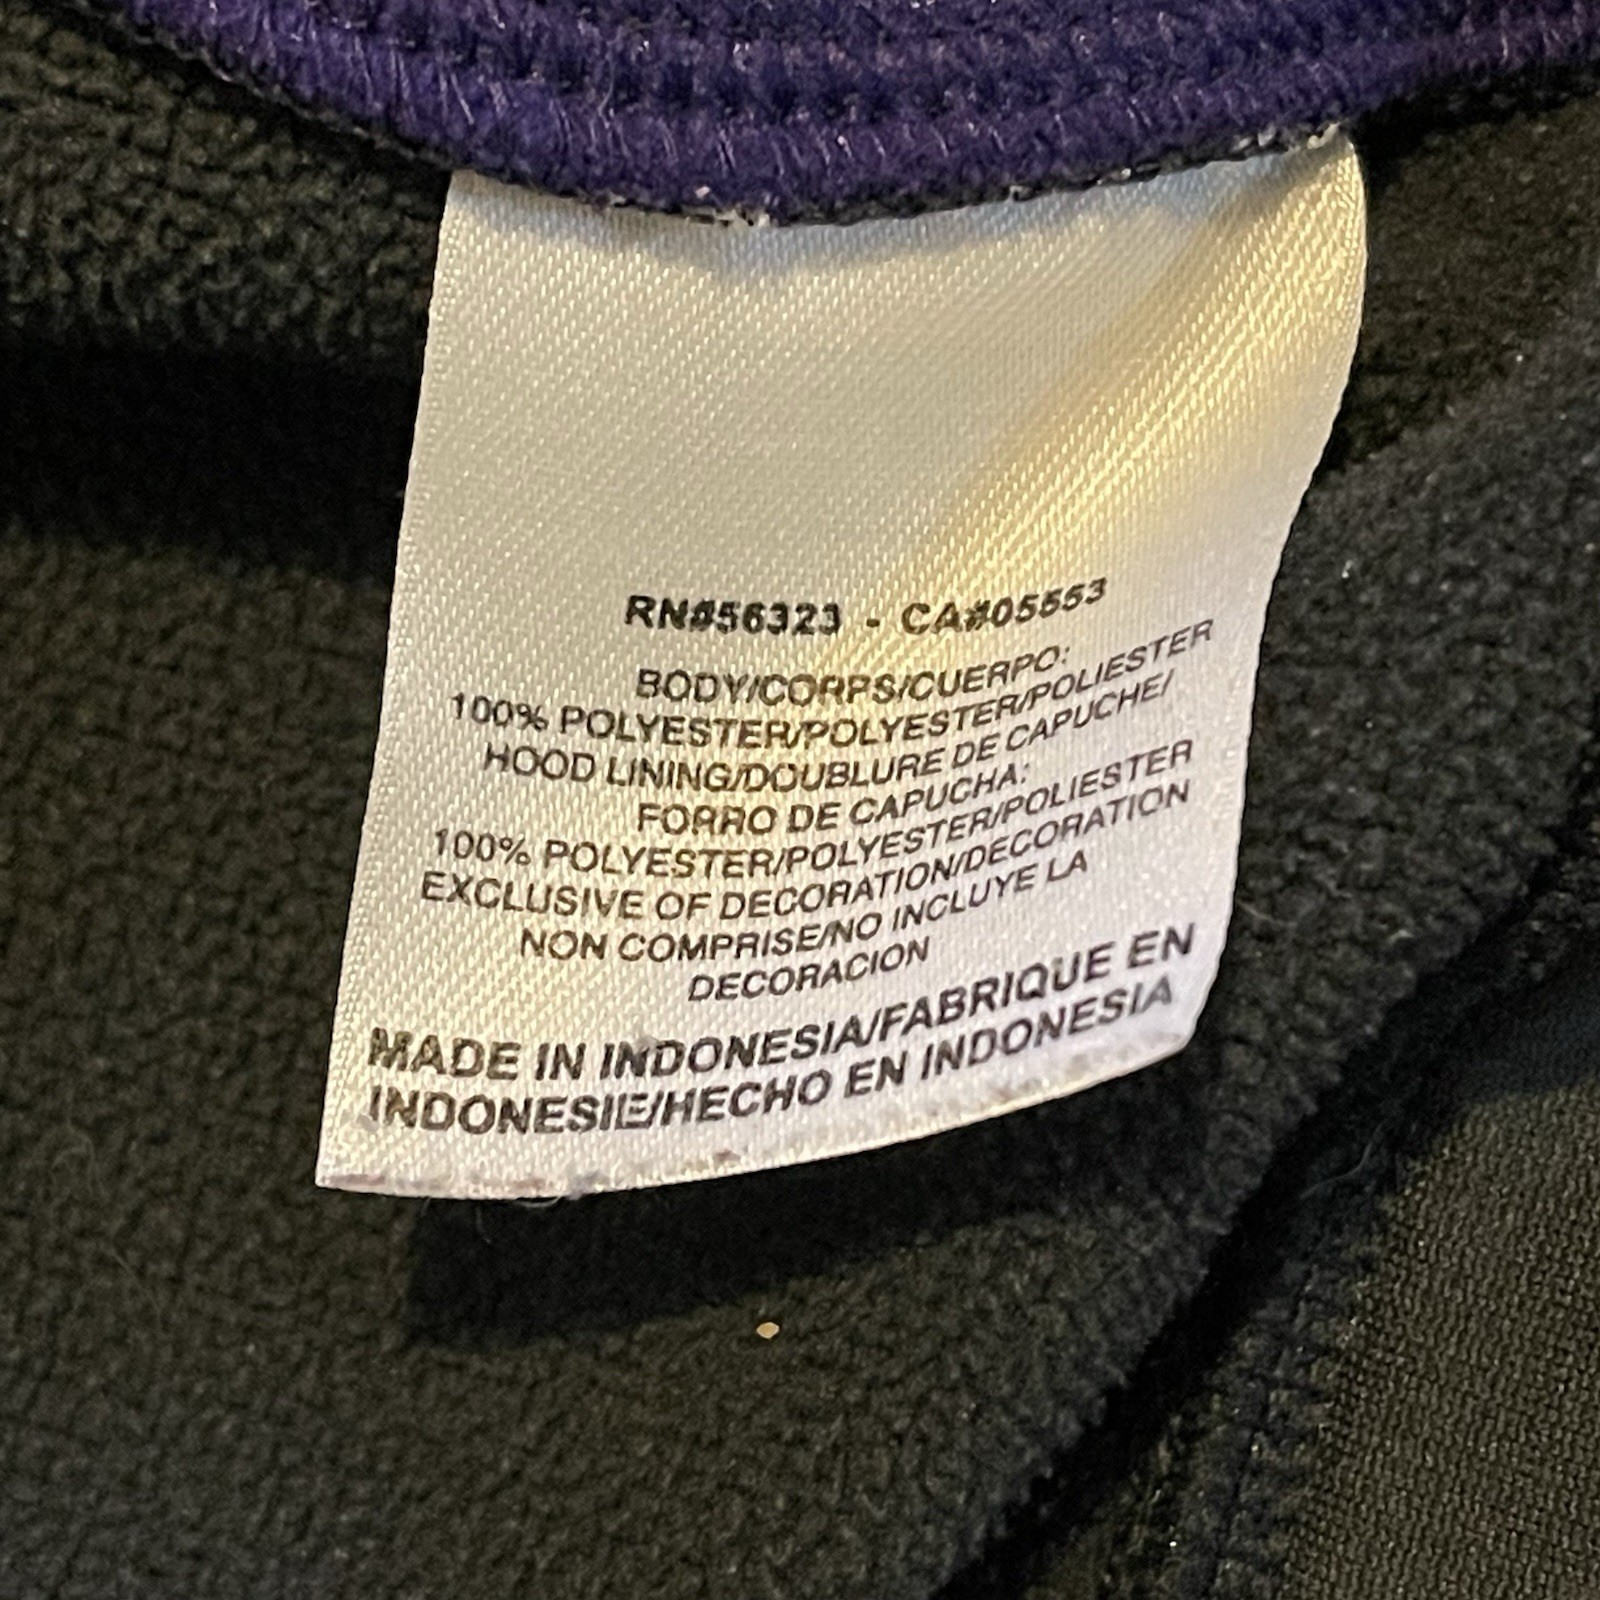 RN#56323 - CA#05553
BODY/CORPS/CUERPO:
100% POLYESTER/POLYESTER/POLIESTER
HOOD LINING/DOUBLURE DE CAPUCHE/
FORRO DE CAPUCHA:
100% POLYESTER/POLYESTER/POLIESTER
EXCLUSIVE OF DECORATION/DECORATION
NON COMPRISE/NO INCLUYE LA
DECORACION
MADE IN INDONESIA/FABRIQUE EN
INDONESIE/HECHO EN INDONESIA